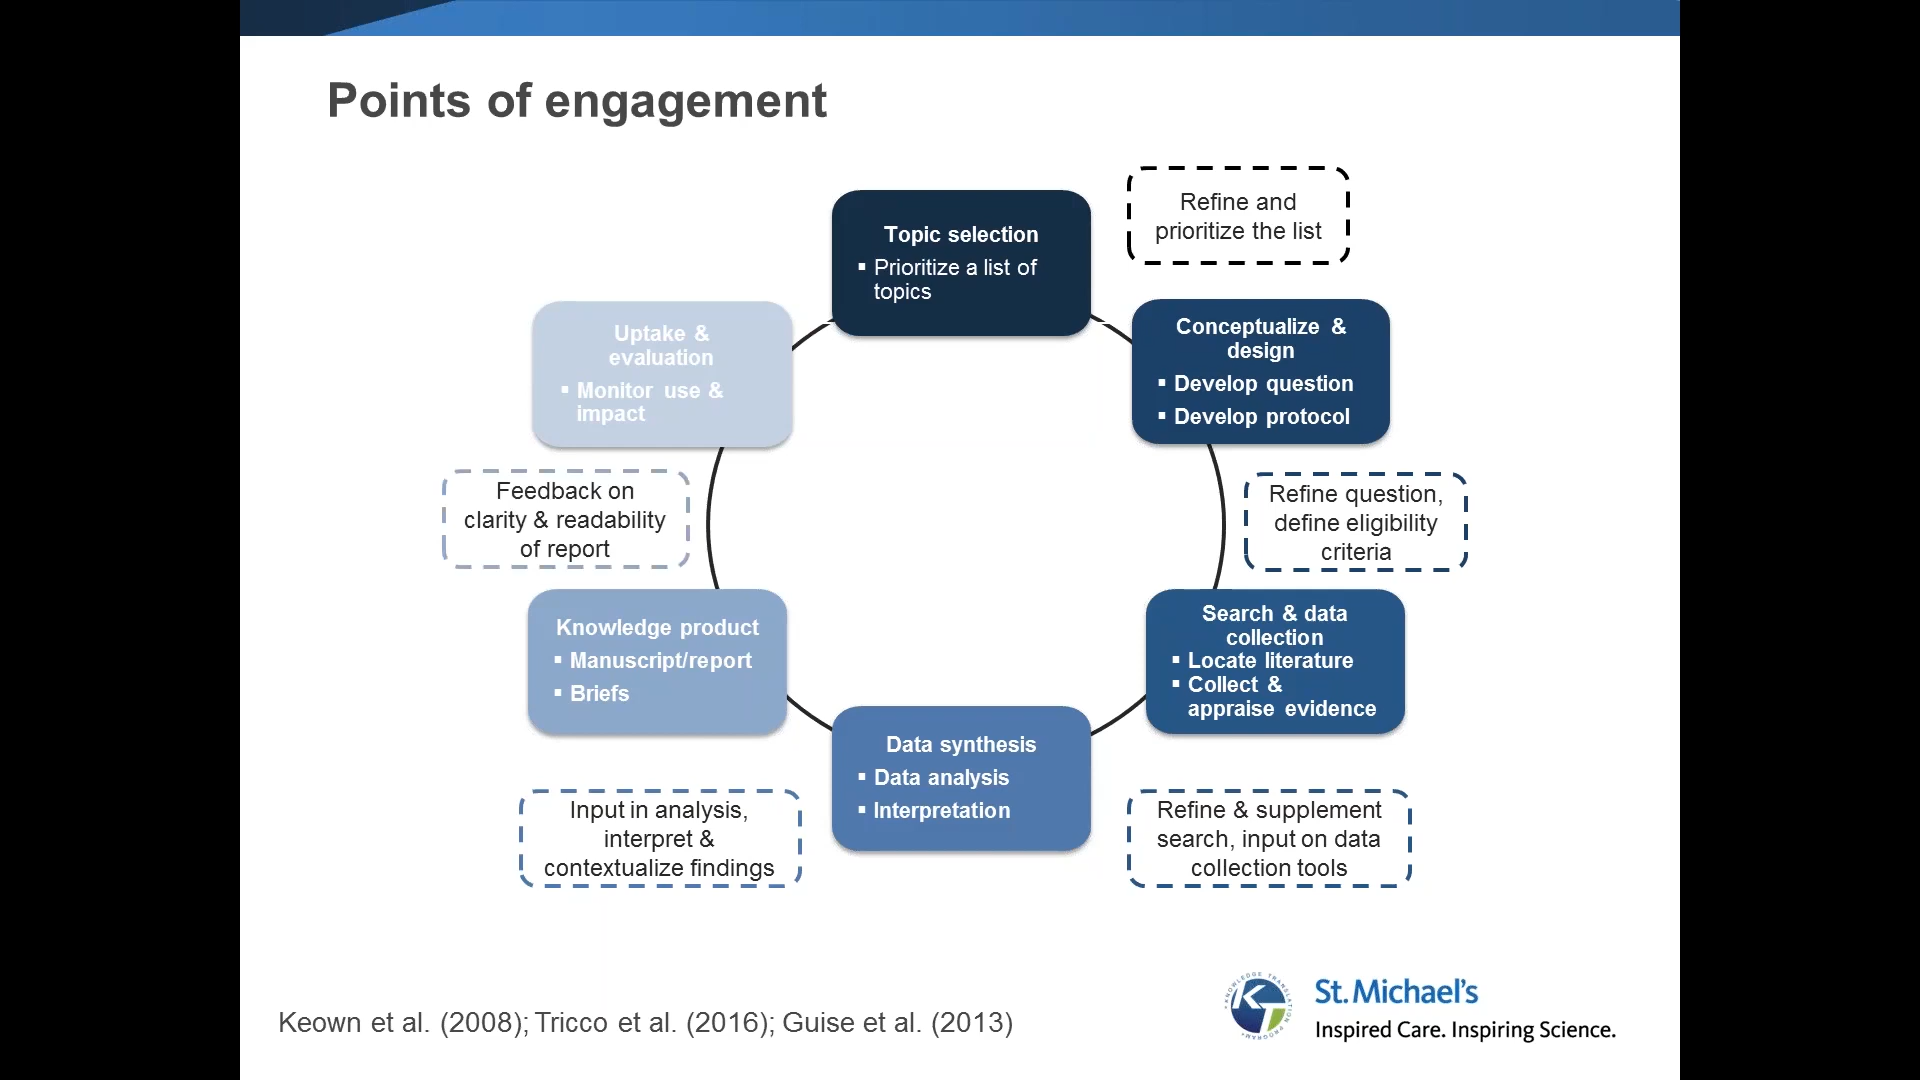 Points of engagement
Refine and
prioritize the list
Topic selection
▪ Prioritize a list of
topics
Conceptualize &
design
▪ Develop question
▪ Develop protocol
Refine question,
define eligibility
criteria
Search & data
collection
▪ Locate literature
▪ Collect &
appraise evidence
Refine & supplement
search, input on data
collection tools
Data synthesis
▪ Data analysis
▪ Interpretation
Input in analysis,
interpret &
contextualize findings
Knowledge product
▪ Manuscript/report
▪ Briefs
Feedback on
clarity & readability
of report
Uptake &
evaluation
▪ Monitor use &
impact
Keown et al. (2008); Tricco et al. (2016); Guise et al. (2013)
KNOWLEDGE TRANSLATION PROGRAM
KT
St. Michael's
Inspired Care. Inspiring Science.